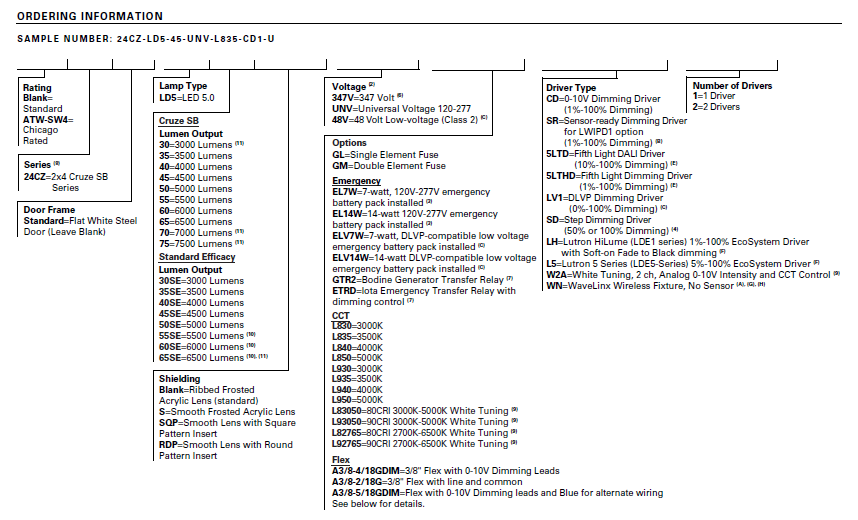 ORDERING INFORMATION
SAMPLE NUMBER: 24CZ-LD5-45-UNV-L835-CD1-U
Rating
Blank=
Standard
ATW-SW4=
Chicago
Rated
Series (9)
24CZ=2x4 Cruze SB
Series
Door Frame
Standard=Flat White Steel
Door (Leave Blank)
Lamp Type
LD5=LED 5.0
Cruze SB
Lumen Output
30=3000 Lumens (11)
35=3500 Lumens
40=4000 Lumens
45=4500 Lumens
50=5000 Lumens
55=5500 Lumens
60=6000 Lumens
65=6500 Lumens
70=7000 Lumens (11)
75=7500 Lumens (11)
Standard Efficacy
Lumen Output
30SE=3000 Lumens
35SE=3500 Lumens
40SE=4000 Lumens
45SE=4500 Lumens
50SE=5000 Lumens
55SE=5500 Lumens (10)
60SE=6000 Lumens (10)
65SE=6500 Lumens (10), (11)
Shielding
Blank=Ribbed Frosted
Acrylic Lens (standard)
S=Smooth Frosted Acrylic Lens
SQP=Smooth Lens with Square
Pattern Insert
RDP=Smooth Lens with Round
Pattern Insert
Voltage (2)
347V=347 Volt (6)
UNV=Universal Voltage 120-277
48V=48 Volt Low-voltage (Class 2) (C)
Options
GL=Single Element Fuse
GM=Double Element Fuse
Emergency
EL7W=7-watt, 120V-277V emergency
battery pack installed (3)
EL14W=14-watt 120V-277V emergency
battery pack installed (3)
ELV7W=7-watt, DLVP-compatible low voltage
emergency battery pack installed (C)
ELV14W=14-watt DLVP-compatible low voltage
emergency battery pack installed (C)
GTR2=Bodine Generator Transfer Relay (7)
ETRD=Iota Emergency Transfer Relay with
dimming control (7)
CCT
L830=3000K
L835=3500K
L840=4000K
L850=5000K
L930=3000K
L935=3500K
L940=4000K
L950=5000K
L83050=80CRI 3000K-5000K White Tuning (9)
L93050=90CRI 3000K-5000K White Tuning (9)
L82765=80CRI 2700K-6500K White Tuning (9)
L92765=90CRI 2700K-6500K White Tuning (9)
Flex
A3/8-4/18GDIM=3/8" Flex with 0-10V Dimming Leads
A3/8-2/18G=3/8" Flex with line and common
A3/8-5/18GDIM=Flex with 0-10V Dimming leads and Blue for alternate wiring
See below for details.
Driver Type
CD=0-10V Dimming Driver
(1%-100% Dimming)
SR=Sensor-ready Dimming Driver
for LWIPD1 option
(1%-100% Dimming) (B)
5LTD=Fifth Light DALI Driver
(10%-100% Dimming) (E)
5LTHD=Fifth Light Dimming Driver
(1%-100% Dimming) (E)
LV1=DLVP Dimming Driver
(0%-100% Dimming) (C)
SD=Step Dimming Driver
(50% or 100% Dimming) (4)
LH=Lutron HiLume (LDE1 series) 1%-100% EcoSystem Driver
with Soft-on Fade to Black dimming (F)
L5=Lutron 5 Series (LDE5-Series) 5%-100% EcoSystem Driver (F)
W2A=White Tuning, 2 ch, Analog 0-10V Intensity and CCT Control (9)
WN=WaveLinx Wireless Fixture, No Sensor (A), (G), (H)
Number of Drivers
1=1 Driver
2=2 Drivers